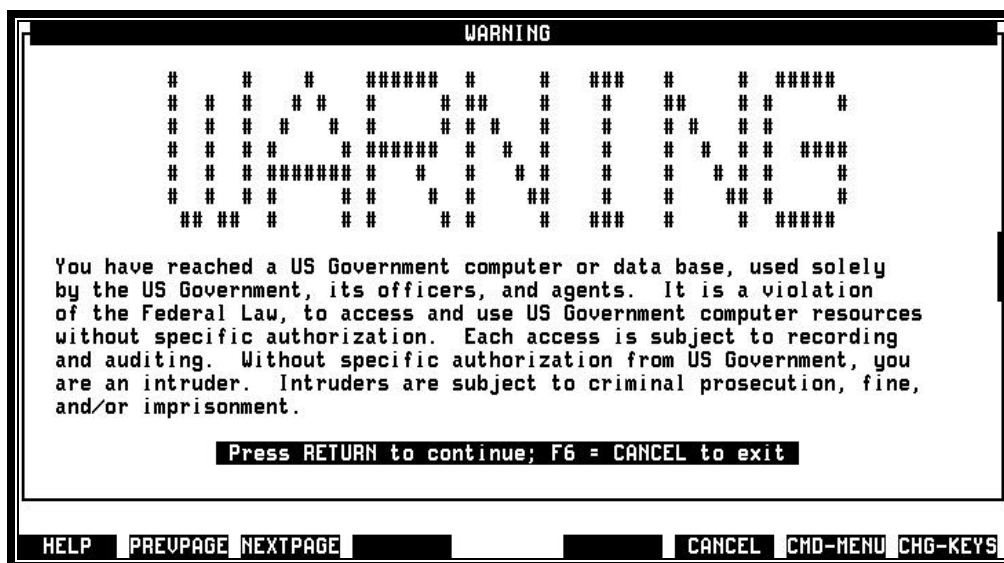 WARNING
WARNING
You have reached a US Government computer or data base, used solely
by the US Government, its officers, and agents.  It is a violation
of the Federal Law, to access and use US Government computer resources
without specific authorization.  Each access is subject to recording
and auditing.  Without specific authorization from US Government, you
are an intruder.  Intruders are subject to criminal prosecution, fine,
and/or imprisonment.
Press RETURN to continue; F6 = CANCEL to exit
HELP PREVPAGE NEXTPAGE CANCEL CMD-MENU CHG-KEYS